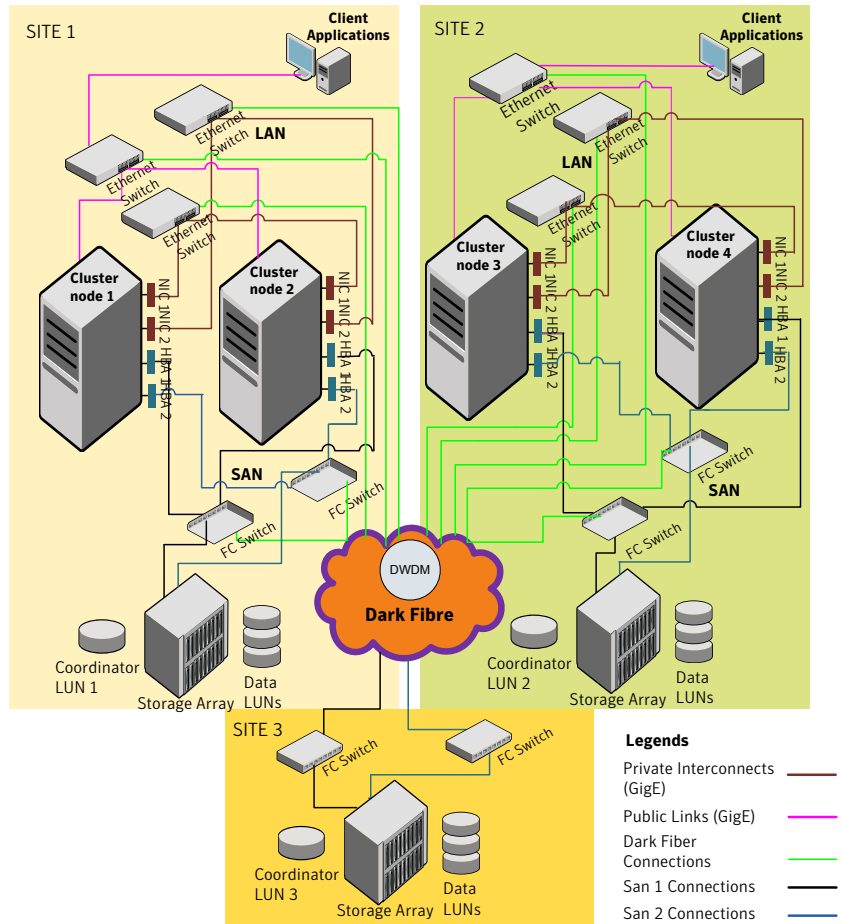 SITE 1
Client
Applications
Ethernet
Switch
LAN
Ethernet
Switch
Ethernet
Switch
Cluster
node 1
NIC 1
NIC 2
HBA 1
HBA 2
Cluster
node 2
NIC 1
NIC 2
HBA 1
HBA 2
SAN
FC Switch
FC Switch
Coordinator
LUN 1
Storage Array
Data
LUNs
SITE 2
Client
Applications
Ethernet
Switch
Ethernet
Switch
LAN
Ethernet
Switch
Cluster
node 3
NIC 1
NIC 2
HBA 1
HBA 2
Cluster
node 4
NIC 1
NIC 2
HBA 1
HBA 2
FC Switch
SAN
FC Switch
Coordinator
LUN 2
Storage Array
Data
LUNs
DWDM
Dark Fibre
SITE 3
FC Switch
FC Switch
Coordinator
LUN 3
Storage Array
Data
LUNs
Legends
Private Interconnects
(GigE)
Public Links (GigE)
Dark Fiber
Connections
San 1 Connections
San 2 Connections